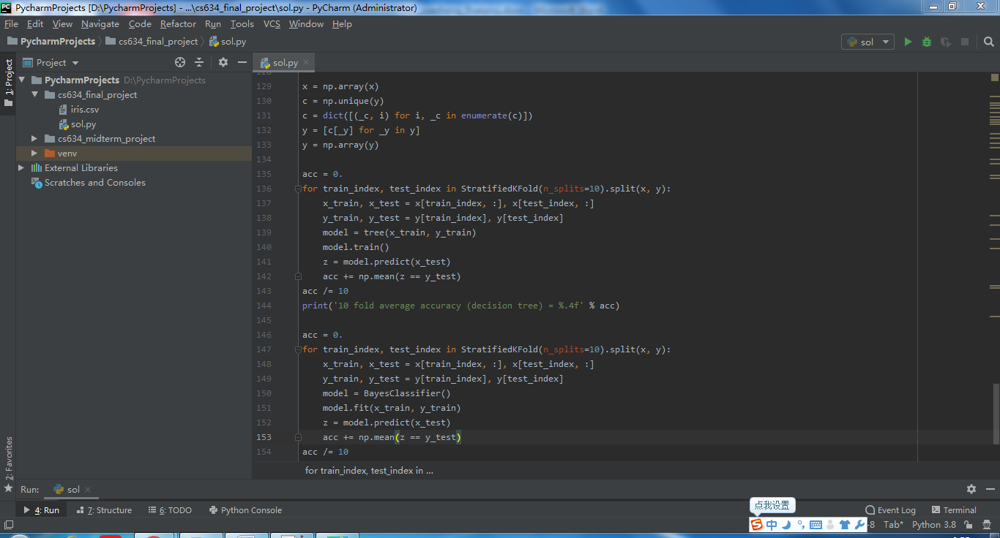 PycharmProjects [D:\PycharmProjects] - ...\cs634_final_project\sol.py - PyCharm (Administrator)
File Edit View Navigate Code Refactor Run Tools VCS Window Help
PycharmProjects cs634_final_project sol.py
sol
1: Project
Project
PycharmProjects D:\PycharmProjects
cs634_final_project
iris.csv
sol.py
cs634_midterm_project
venv
External Libraries
Scratches and Consoles
sol.py
129 x = np.array(x)
130 c = np.unique(y)
131 c = dict([(_c, i) for i, _c in enumerate(c)])
132 y = [c[_y] for _y in y]
133 y = np.array(y)
134
135 acc = 0.
136 for train_index, test_index in StratifiedKFold(n_splits=10).split(x, y):
137 x_train, x_test = x[train_index, :], x[test_index, :]
138 y_train, y_test = y[train_index], y[test_index]
139 model = tree(x_train, y_train)
140 model.train()
141 z = model.predict(x_test)
142 acc += np.mean(z == y_test)
143 acc /= 10
144 print('10 fold average accuracy (decision tree) = %.4f' % acc)
145
146 acc = 0.
147 for train_index, test_index in StratifiedKFold(n_splits=10).split(x, y):
148 x_train, x_test = x[train_index, :], x[test_index, :]
149 y_train, y_test = y[train_index], y[test_index]
150 model = BayesClassifier()
151 model.fit(x_train, y_train)
152 z = model.predict(x_test)
153 acc += np.mean(z == y_test)
154 acc /= 10
for train_index, test_index in ...
2: Favorites
Run: sol
4: Run 7: Structure 6: TODO Python Console
点我设置
Event Log Terminal
中
-8 Tab* Python 3.8